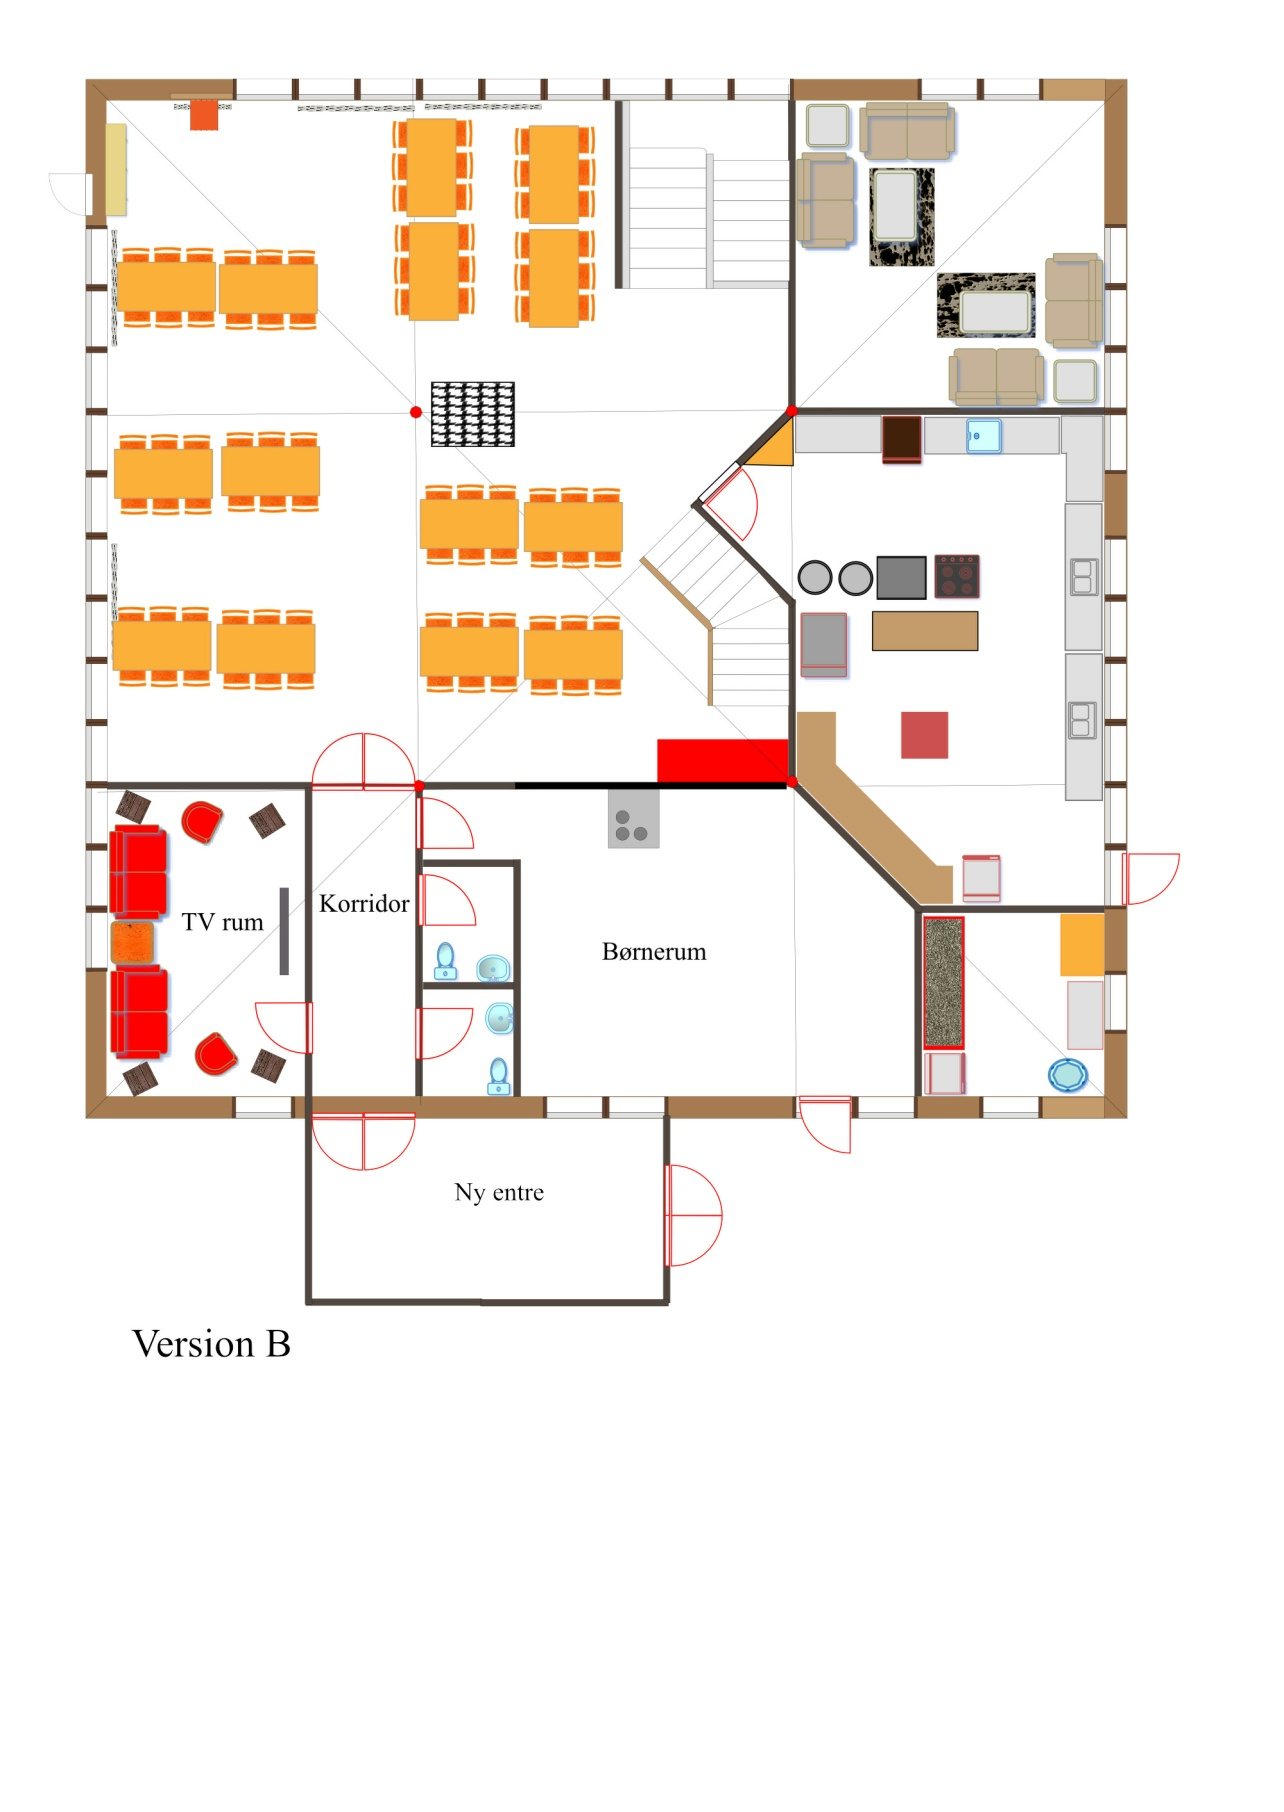 Korridor
TV rum
Børnerum
Ny entre
Version B